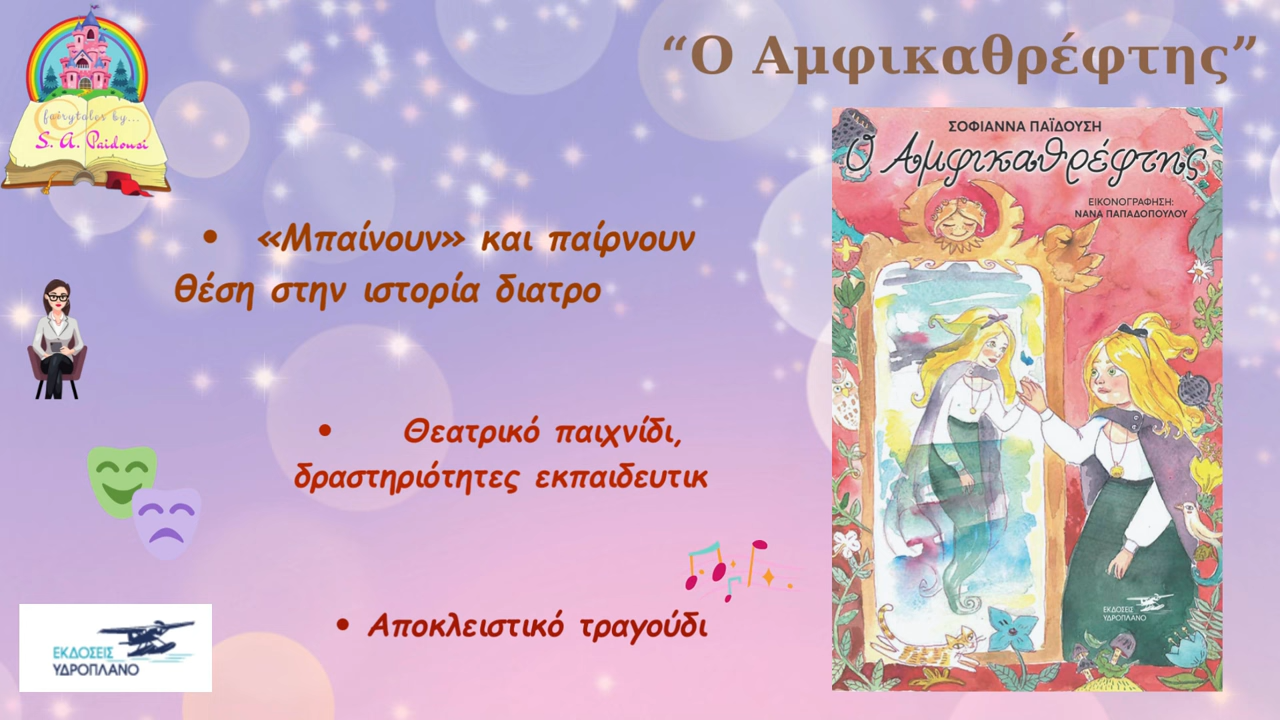 “Ο Αμφικαθρέφτης”
fairytales by...
S. A. Paidousi
• «Μπαίνουν» και παίρνουν
θέση στην ιστορία διατρο
• Θεατρικό παιχνίδι,
δραστηριότητες εκπαιδευτικ
• Αποκλειστικό τραγούδι
ΕΚΔΟΣΕΙΣ
ΥΔΡΟΠΛΑΝΟ
ΣΟΦΙΑΝΝΑ ΠΑΪΔΟΥΣΗ
Ο Αμφικαθρέφτης
ΕΙΚΟΝΟΓΡΑΦΗΣΗ:
ΝΑΝΑ ΠΑΠΑΔΟΠΟΥΛΟΥ
ΕΚΔΟΣΕΙΣ
ΥΔΡΟΠΛΑΝΟ